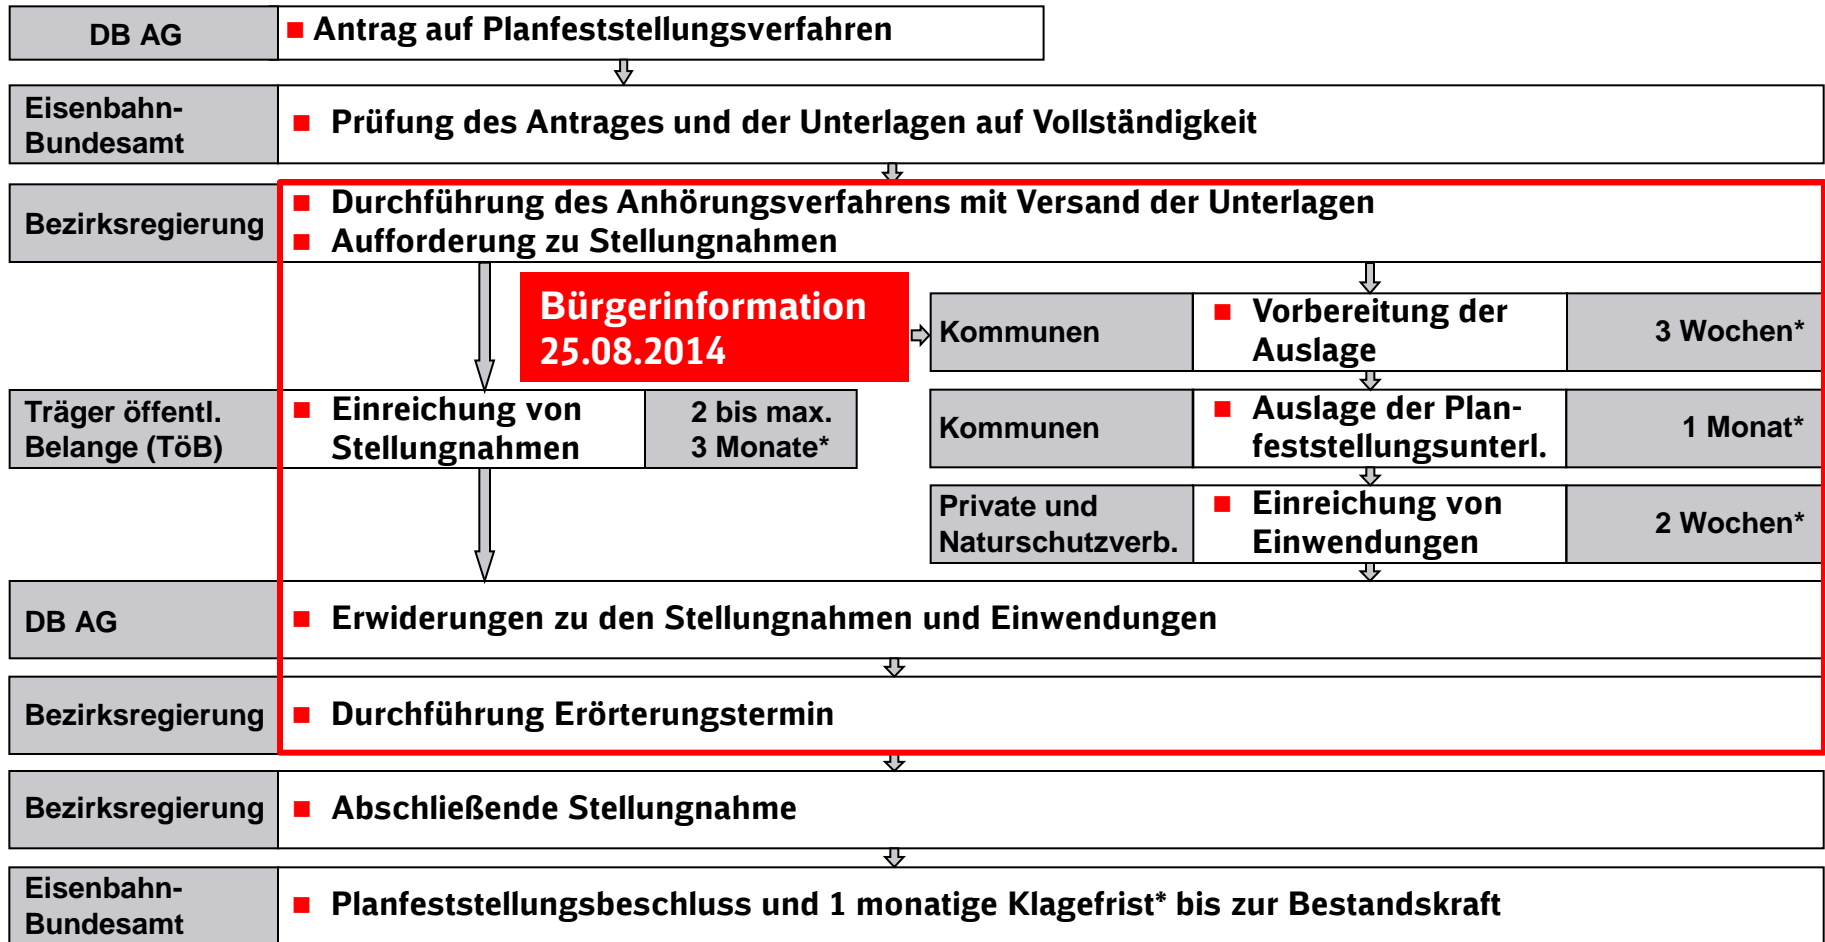 DB AG
Antrag auf Planfeststellungsverfahren
Eisenbahn-
Bundesamt
Prüfung des Antrages und der Unterlagen auf Vollständigkeit
Bezirksregierung
Durchführung des Anhörungsverfahrens mit Versand der Unterlagen
Aufforderung zu Stellungnahmen
Bürgerinformation
25.08.2014
Kommunen
Vorbereitung der
Auslage
3 Wochen*
Träger öffentl.
Belange (TöB)
Einreichung von
Stellungnahmen
2 bis max.
3 Monate*
Kommunen
Auslage der Plan-
feststellungsunterl.
1 Monat*
Private und
Naturschutzverb.
Einreichung von
Einwendungen
2 Wochen*
DB AG
Erwiderungen zu den Stellungnahmen und Einwendungen
Bezirksregierung
Durchführung Erörterungstermin
Bezirksregierung
Abschließende Stellungnahme
Eisenbahn-
Bundesamt
Planfeststellungsbeschluss und 1 monatige Klagefrist* bis zur Bestandskraft